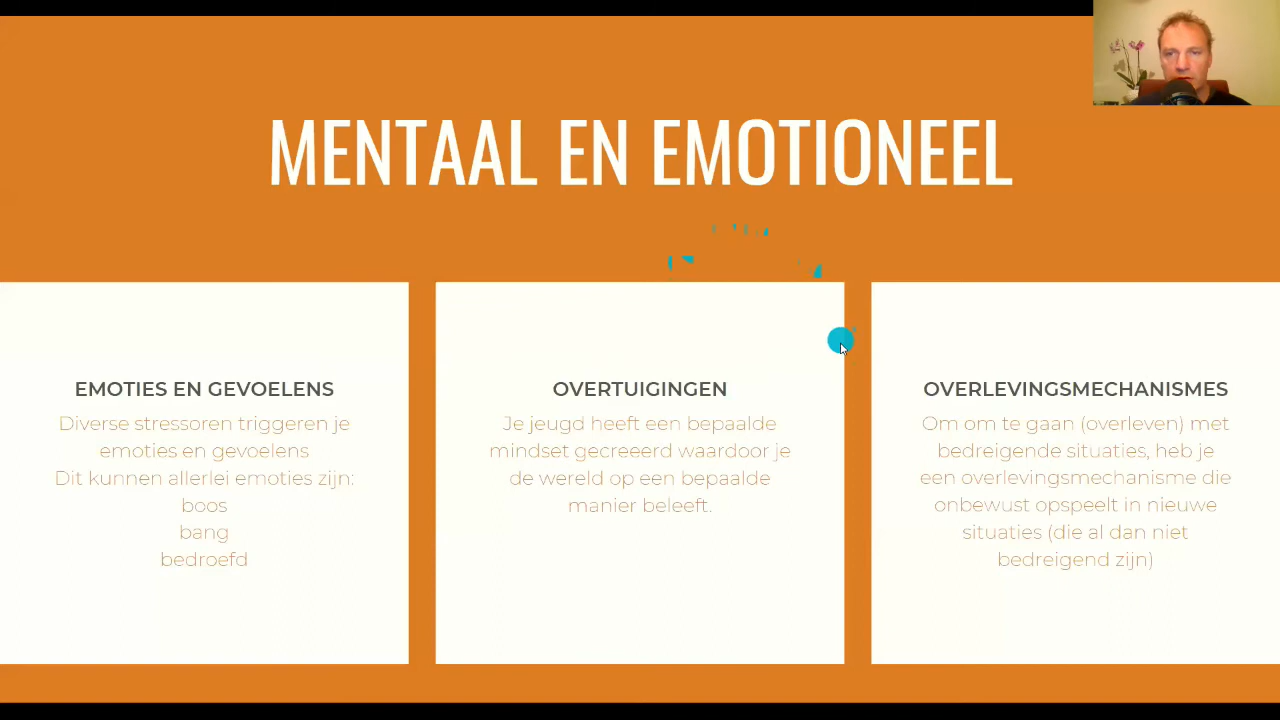 MENTAAL EN EMOTIONEEL
EMOTIES EN GEVOELENS
Diverse stressoren triggeren je
emoties en gevoelens
Dit kunnen allerlei emoties zijn:
boos
bang
bedroefd
OVERTUIGINGEN
Je jeugd heeft een bepaalde
mindset gecreeerd waardoor je
de wereld op een bepaalde
manier beleeft.
OVERLEVINGSMECHANISMES
Om om te gaan (overleven) met
bedreigende situaties, heb je
een overlevingsmechanisme die
onbewust opspeelt in nieuwe
situaties (die al dan niet
bedreigend zijn)